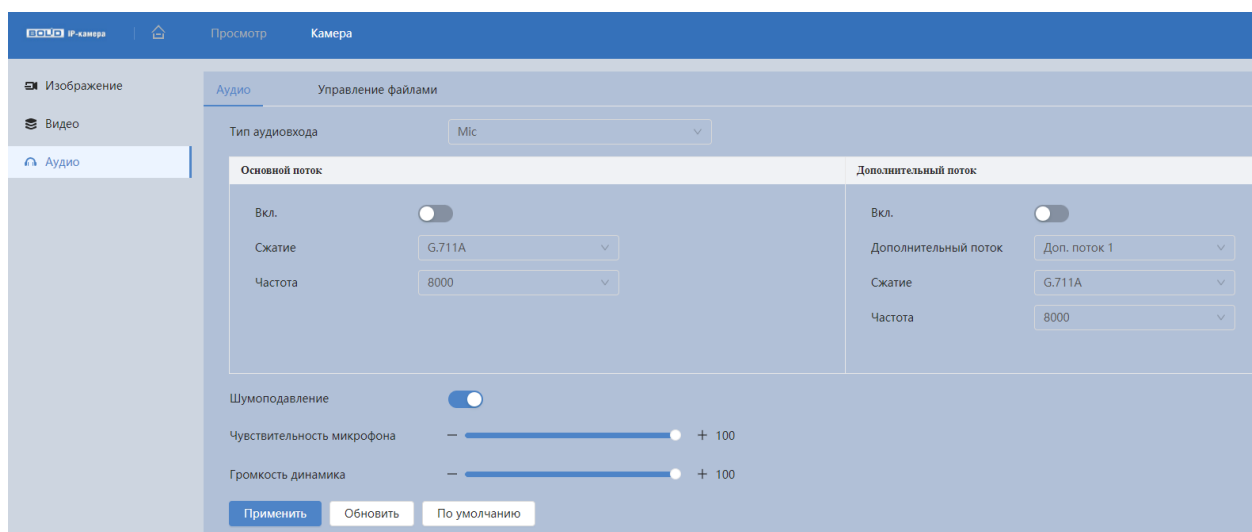 BOLID IP-камера Просмотр Камера
Изображение
Видео
Аудио
Аудио Управление файлами
Тип аудиовхода Mic
Основной поток Дополнительный поток
Вкл. Вкл.
Сжатие G.711A Дополнительный поток Доп. поток 1
Частота 8000 Сжатие G.711A
Частота 8000
Шумоподавление
Чувствительность микрофона − + 100
Громкость динамика − + 100
Применить Обновить По умолчанию